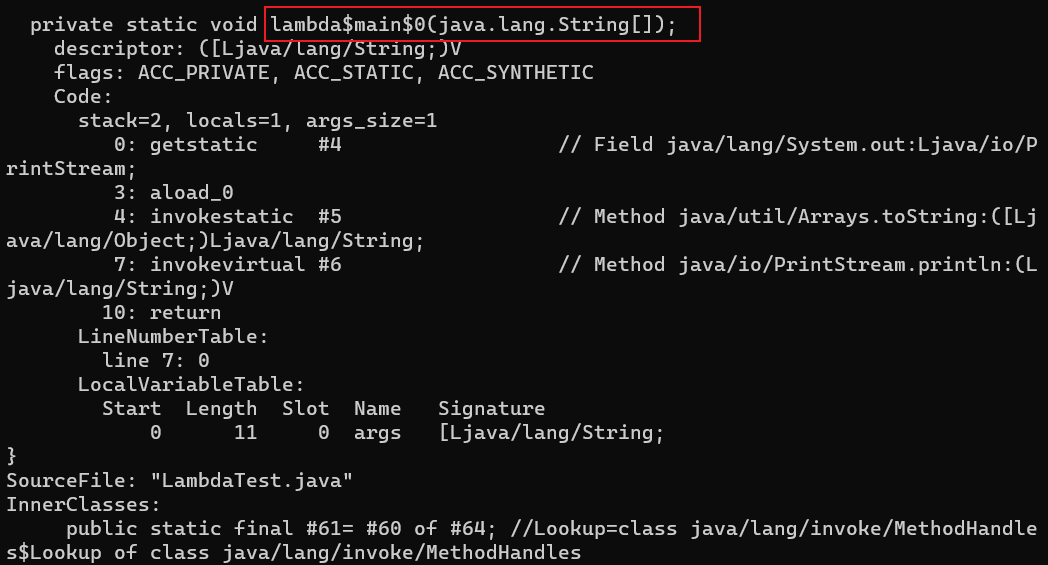 private static void lambda$main$0(java.lang.String[]);
descriptor: ([Ljava/lang/String;)V
flags: ACC_PRIVATE, ACC_STATIC, ACC_SYNTHETIC
Code:
stack=2, locals=1, args_size=1
0: getstatic     #4                  // Field java/lang/System.out:Ljava/io/P
rintStream;
3: aload_0
4: invokestatic  #5                  // Method java/util/Arrays.toString:([Lj
ava/lang/Object;)Ljava/lang/String;
7: invokevirtual #6                  // Method java/io/PrintStream.println:(L
java/lang/String;)V
10: return
LineNumberTable:
line 7: 0
LocalVariableTable:
Start  Length  Slot  Name   Signature
0      11     0  args   [Ljava/lang/String;
}
SourceFile: "LambdaTest.java"
InnerClasses:
public static final #61= #60 of #64; //Lookup=class java/lang/invoke/MethodHandle
s$Lookup of class java/lang/invoke/MethodHandles